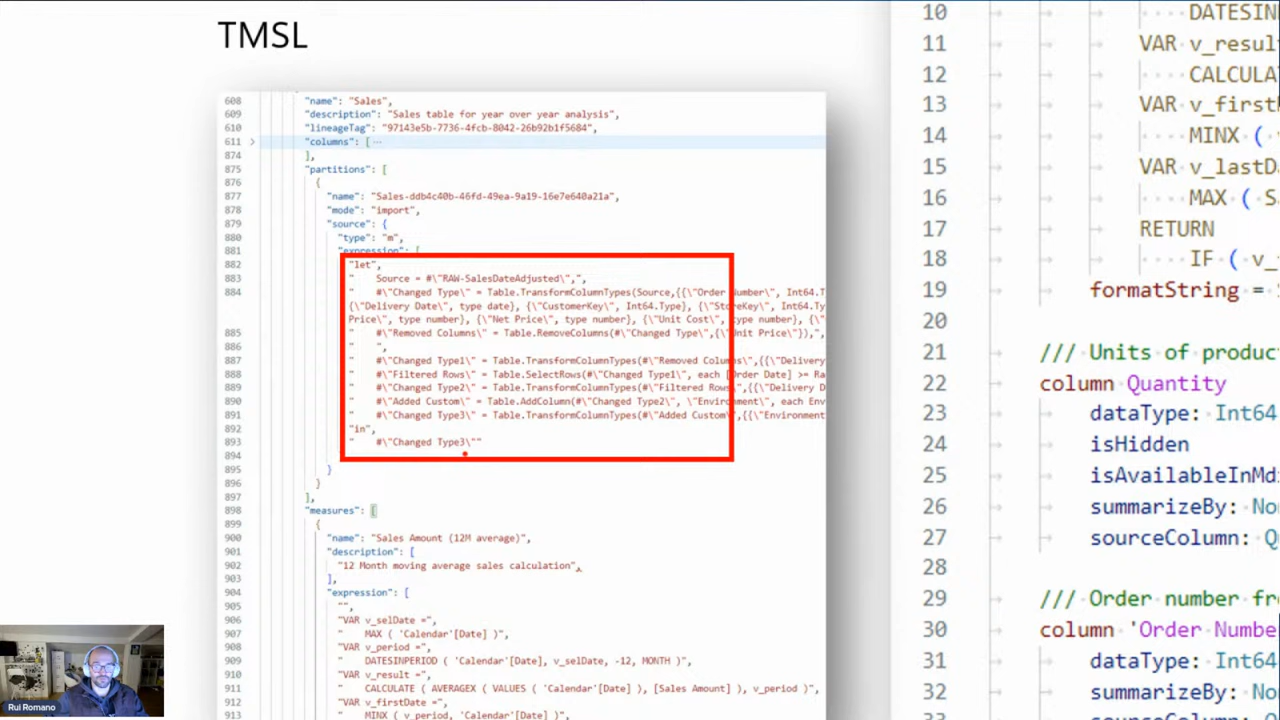 TMSL
608 "name": "Sales",
609 "description": "Sales table for year over year analysis",
610 "lineageTag": "97143e5b-7736-4fcb-8042-26b92b1f5684",
611 > "columns": [ ...
874 ],
875 "partitions": [
876 {
877 "name": "Sales-ddb4c40b-46fd-49ea-9a19-16e7e640a21a",
878 "mode": "import",
879 "source": {
880 "type": "m",
881 "expression": [
882 "let",
883 " Source = #\"RAW-SalesDateAdjusted\",",
884 " #\"Changed Type\" = Table.TransformColumnTypes(Source,{{\"Order Number\", Int64.T
{\"Delivery Date\", type date}, {\"CustomerKey\", Int64.Type}, {\"StoreKey\", Int64.Ty
Price\", type number}, {\"Net Price\", type number}, {\"Unit Cost\", type number}, {\"
885 " #\"Removed Columns\" = Table.RemoveColumns(#\"Changed Type\",{\"Unit Price\"}),",
886 " ",
887 " #\"Changed Type1\" = Table.TransformColumnTypes(#\"Removed Columns\",{{\"Delivery
888 " #\"Filtered Rows\" = Table.SelectRows(#\"Changed Type1\", each [Order Date] >= Ra
889 " #\"Changed Type2\" = Table.TransformColumnTypes(#\"Filtered Rows\",{{\"Delivery D
890 " #\"Added Custom\" = Table.AddColumn(#\"Changed Type2\", \"Environment\", each Env
891 " #\"Changed Type3\" = Table.TransformColumnTypes(#\"Added Custom\",{{\"Environment
892 "in",
893 " #\"Changed Type3\""
894
895 }
896 }
897 ],
898 "measures": [
899 {
900 "name": "Sales Amount (12M average)",
901 "description": [
902 "12 Month moving average sales calculation",
903 ],
904 "expression": [
905 "",
906 "VAR v_selDate =",
907 " MAX ( 'Calendar'[Date] )",
908 "VAR v_period =",
909 " DATESINPERIOD ( 'Calendar'[Date], v_selDate, -12, MONTH )",
910 "VAR v_result =",
911 " CALCULATE ( AVERAGEX ( VALUES ( 'Calendar'[Date] ), [Sales Amount] ), v_period )",
912 "VAR v_firstDate =",
913 " MINX ( v_period, 'Calendar'[Date]
10 DATESIN
11 VAR v_resul
12 CALCULA
13 VAR v_first
14 MINX (
15 VAR v_lastDa
16 MAX ( Sa
17 RETURN
18 IF ( v_
19 formatString =
20
21 /// Units of produc
22 column Quantity
23 dataType: Int64
24 isHidden
25 isAvailableInMdx
26 summarizeBy: No
27 sourceColumn: Q
28
29 /// Order number fr
30 column 'Order Numbe
31 dataType: Int64
32 summarizeBy: No
33
Rui Romano